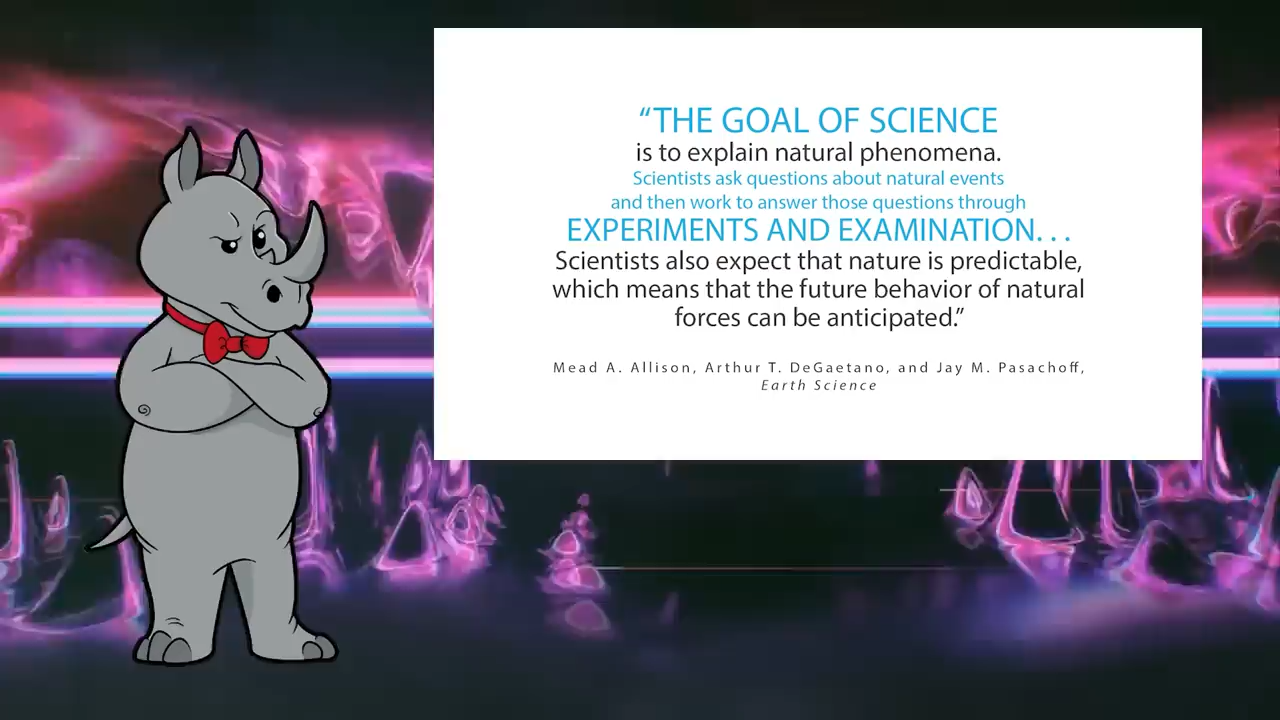 “THE GOAL OF SCIENCE
is to explain natural phenomena.
Scientists ask questions about natural events
and then work to answer those questions through
EXPERIMENTS AND EXAMINATION. . .
Scientists also expect that nature is predictable,
which means that the future behavior of natural
forces can be anticipated.”
Mead A. Allison, Arthur T. DeGaetano, and Jay M. Pasachoff,
Earth Science